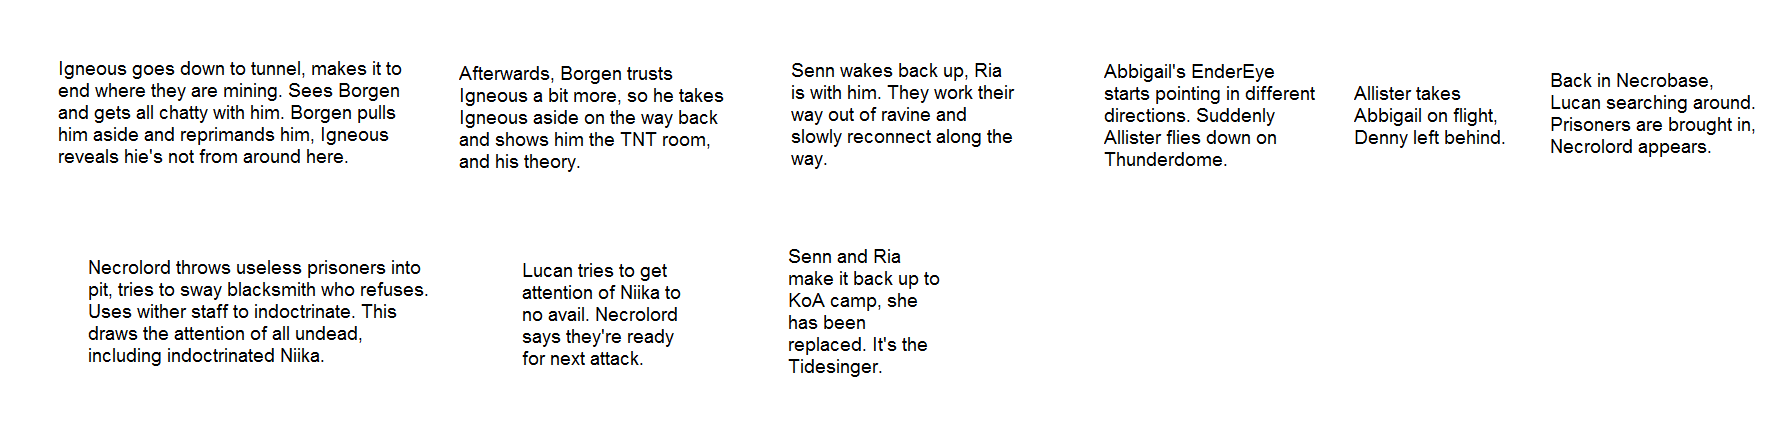 Igneous goes down to tunnel, makes it to
end where they are mining. Sees Borgen
and gets all chatty with him. Borgen pulls
him aside and reprimands him, Igneous
reveals hie's not from around here.
Afterwards, Borgen trusts
Igneous a bit more, so he takes
Igneous aside on the way back
and shows him the TNT room,
and his theory.
Senn wakes back up, Ria
is with him. They work their
way out of ravine and
slowly reconnect along the
way.
Abbigail's EnderEye
starts pointing in different
directions. Suddenly
Allister flies down on
Thunderdome.
Allister takes
Abbigail on flight,
Denny left behind.
Back in Necrobase,
Lucan searching around.
Prisoners are brought in,
Necrolord appears.
Necrolord throws useless prisoners into
pit, tries to sway blacksmith who refuses.
Uses wither staff to indoctrinate. This
draws the attention of all undead,
including indoctrinated Niika.
Lucan tries to get
attention of Niika to
no avail. Necrolord
says they're ready
for next attack.
Senn and Ria
make it back up to
KoA camp, she
has been
replaced. It's the
Tidesinger.